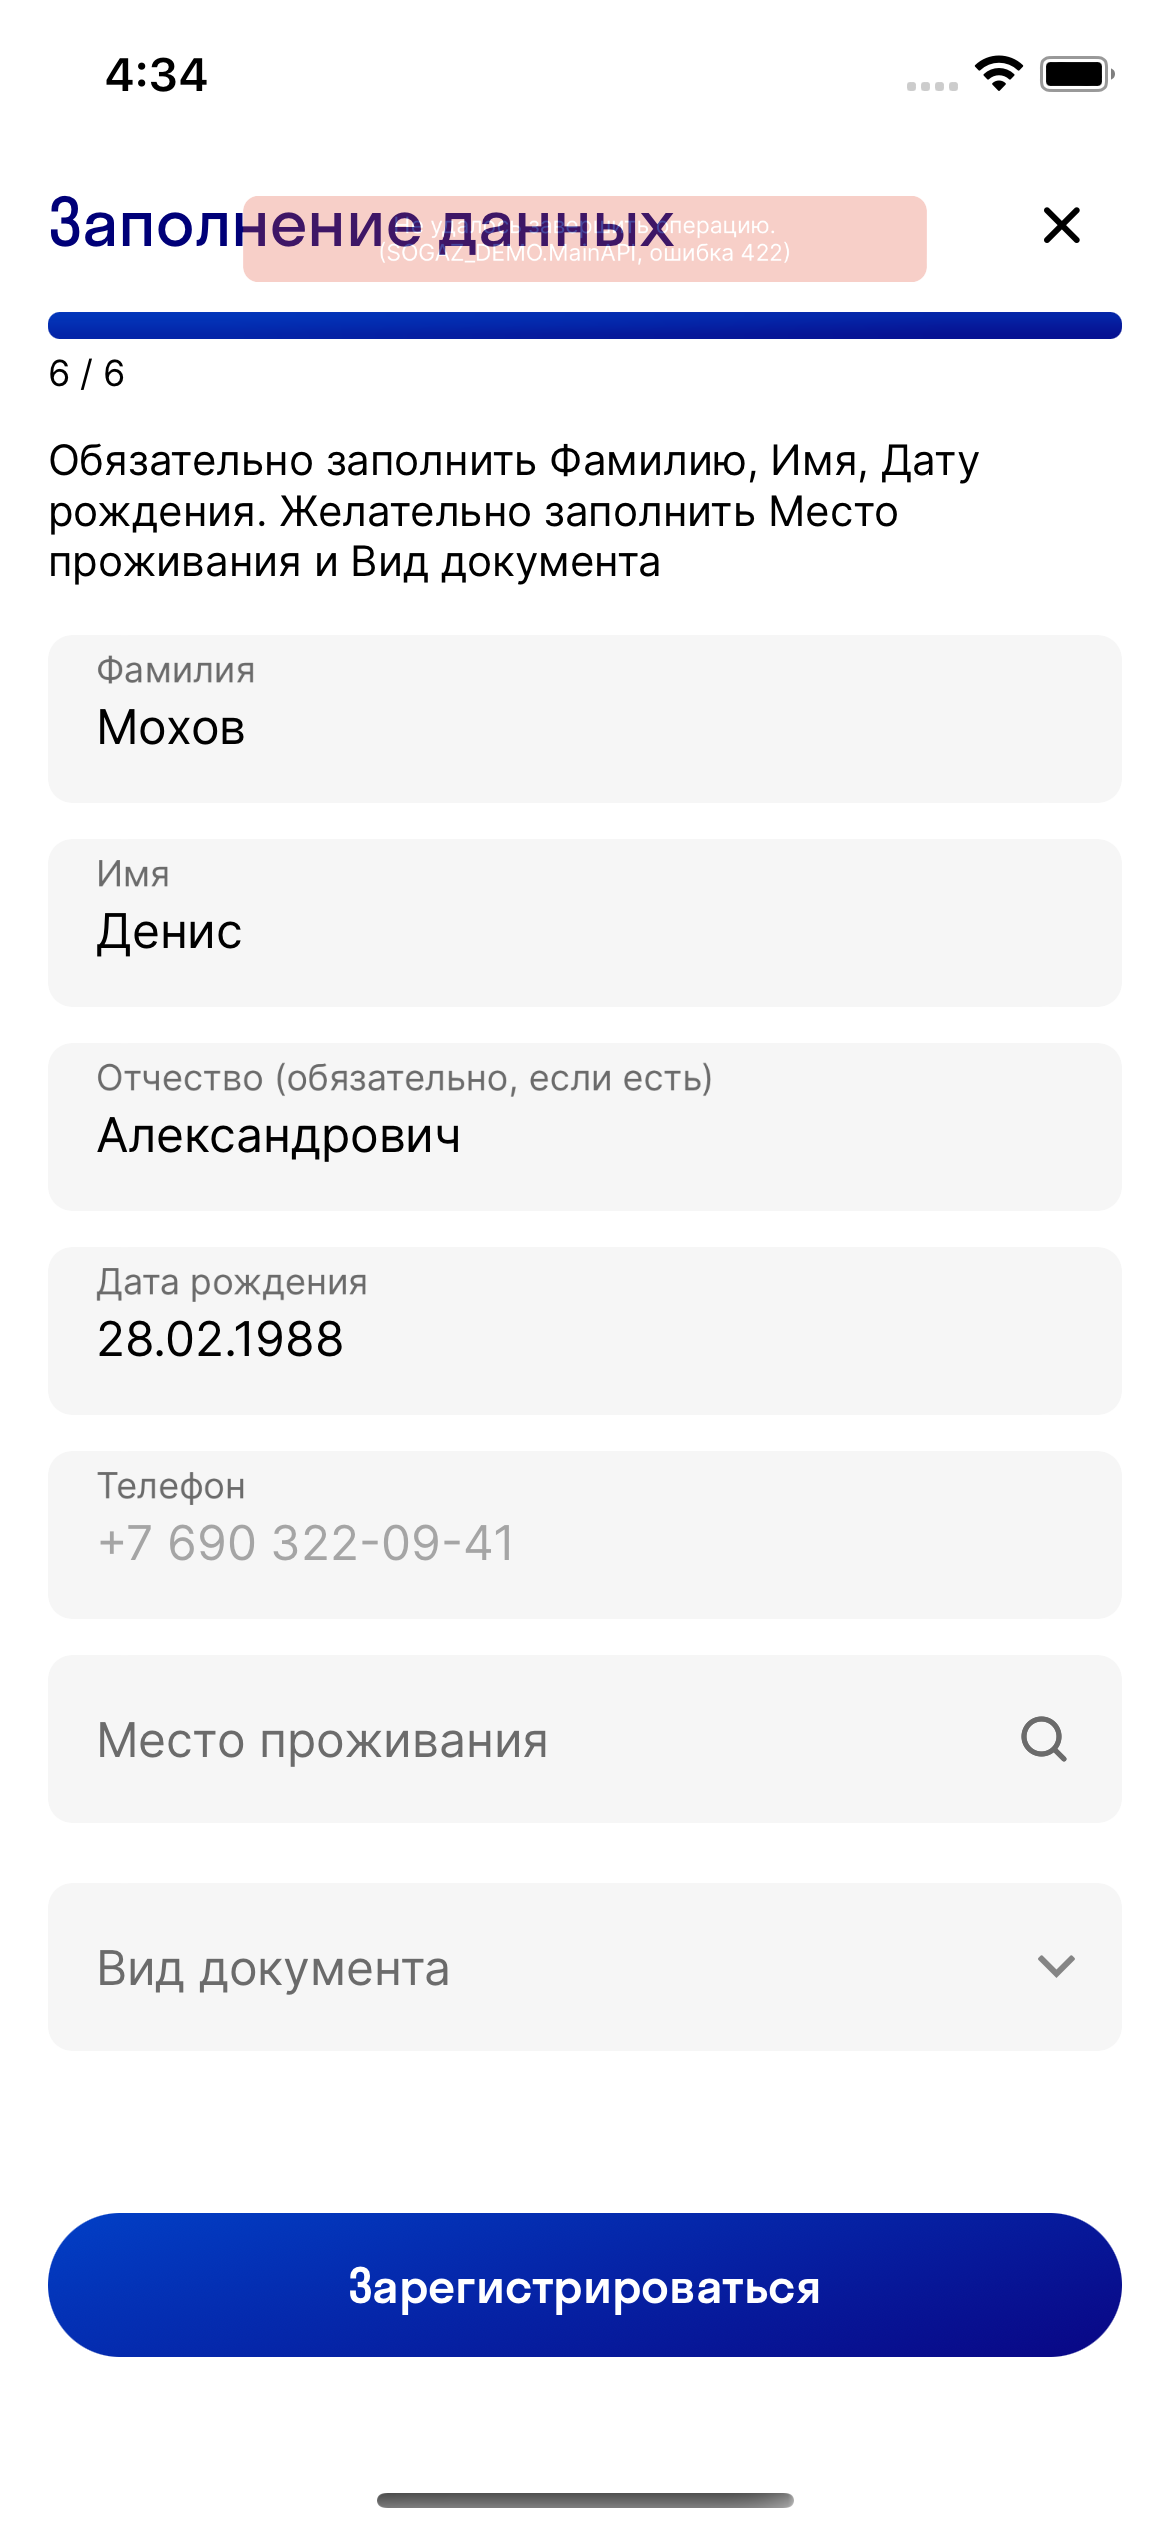 4:34
Заполнение данных
Не удалось завершить операцию.
(SOGAZ_DEMO.MainAPI, ошибка 422)
6 / 6
Обязательно заполнить Фамилию, Имя, Дату
рождения. Желательно заполнить Место
проживания и Вид документа
Фамилия
Мохов
Имя
Денис
Отчество (обязательно, если есть)
Александрович
Дата рождения
28.02.1988
Телефон
+7 690 322-09-41
Место проживания
Вид документа
Зарегистрироваться